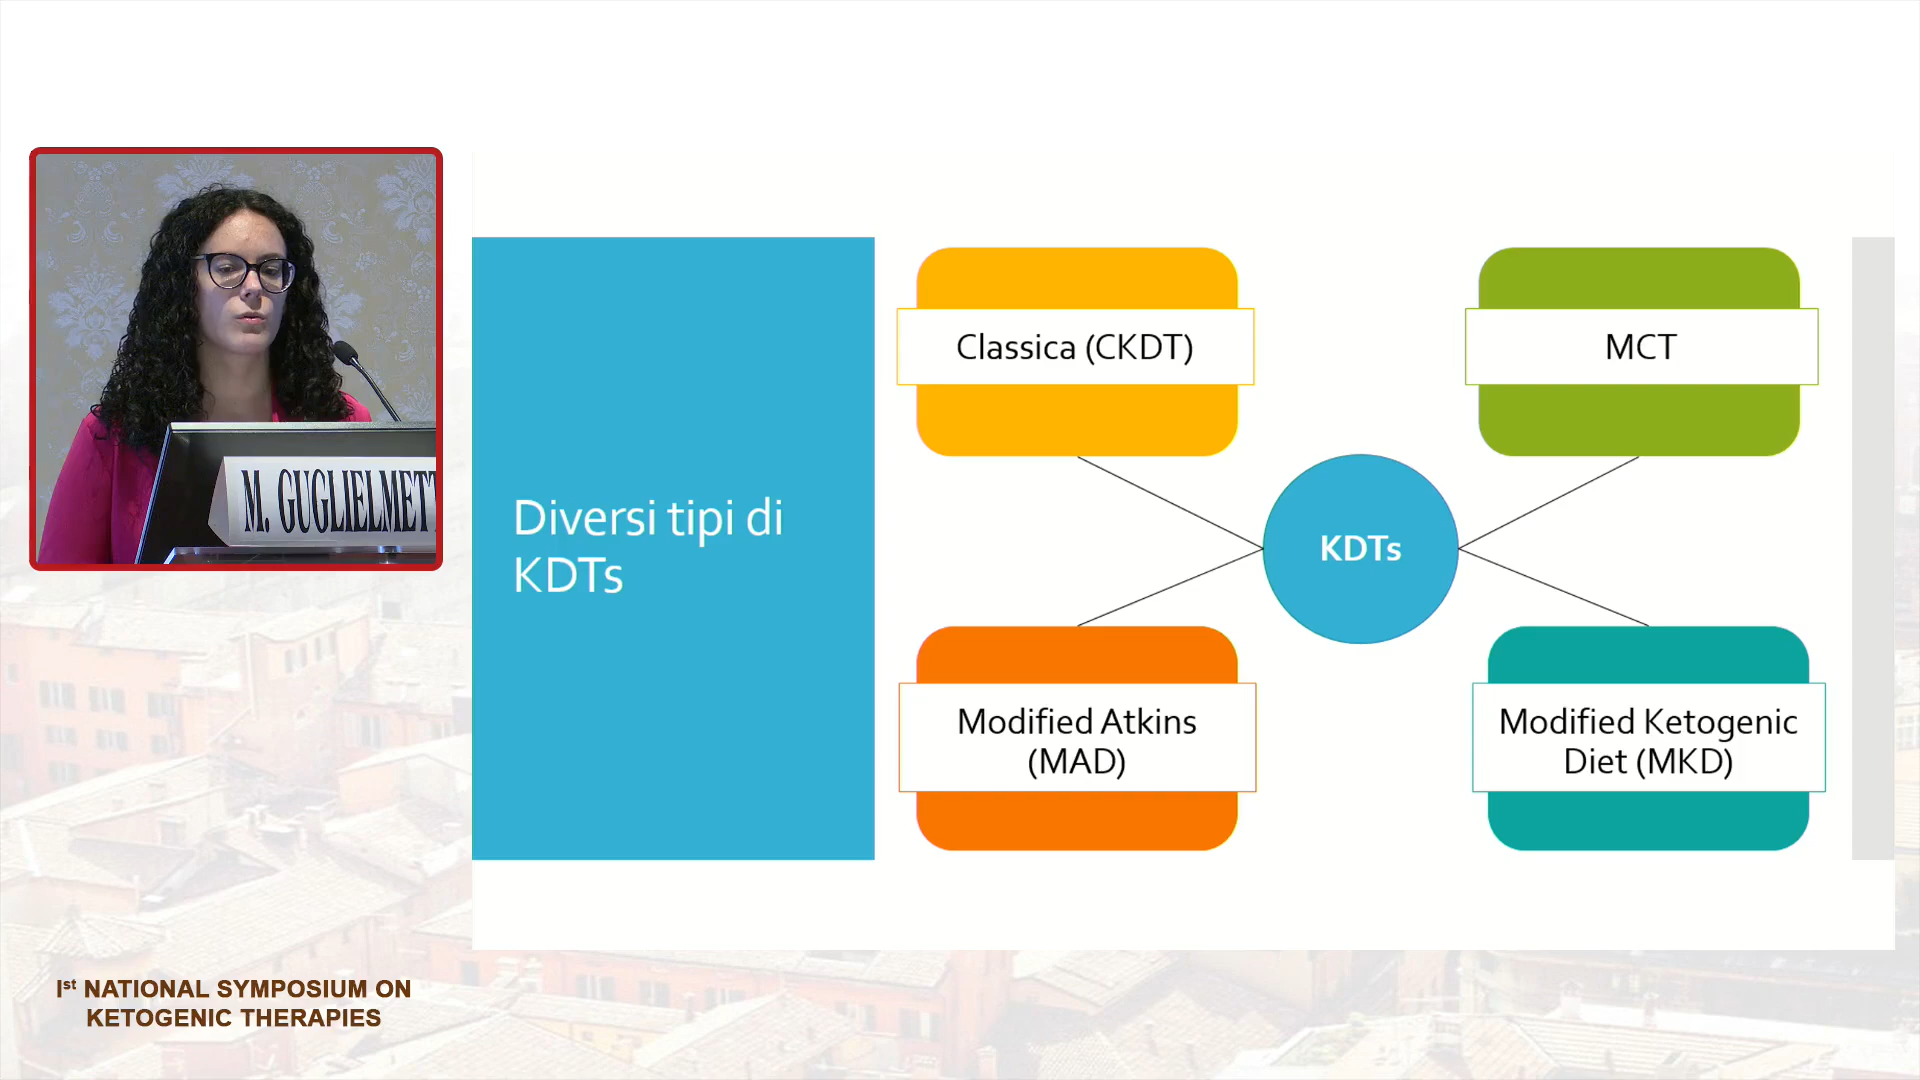 M. GUGLIELMETT
Diversi tipi di
KDTs
Classica (CKDT)
MCT
KDTs
Modified Atkins
(MAD)
Modified Ketogenic
Diet (MKD)
Ist NATIONAL SYMPOSIUM ON
KETOGENIC THERAPIES